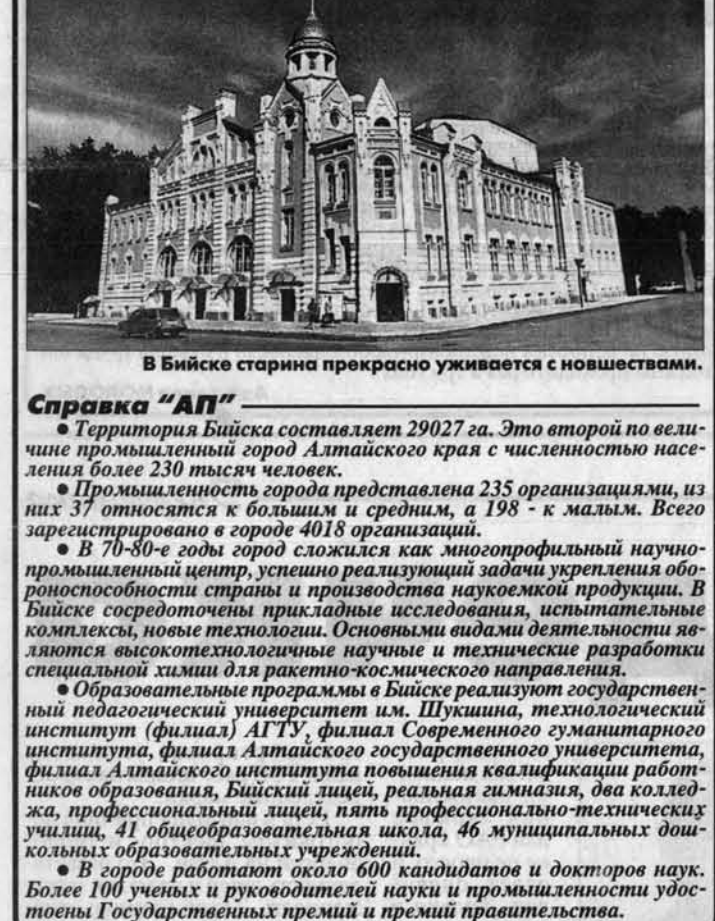 В Бийске старина прекрасно уживается с новшествами.
Справка "АП"
● Территория Бийска составляет 29027 га. Это второй по вели-
чине промышленный город Алтайского края с численностью насе-
ления более 230 тысяч человек.
● Промышленность города представлена 235 организациями, из
них 37 относятся к большим и средним, а 198 - к малым. Всего
зарегистрировано в городе 4018 организаций.
● В 70-80-е годы город сложился как многопрофильный научно-
промышленный центр, успешно реализующий задачи укрепления обо-
роноспособности страны и производства наукоемкой продукции. В
Бийске сосредоточены прикладные исследования, испытательные
комплексы, новые технологии. Основными видами деятельности яв-
ляются высокотехнологичные научные и технические разработки
специальной химии для ракетно-космического направления.
● Образовательные программы в Бийске реализуют государствен-
ный педагогический университет им. Шукшина, технологический
институт (филиал) АГТУ, филиал Современного гуманитарного
института, филиал Алтайского государственного университета,
филиал Алтайского института повышения квалификации работ-
ников образования, Бийский лицей, реальная гимназия, два коллед-
жа, профессиональный лицей, пять профессионально-технических
училищ, 41 общеобразовательная школа, 46 муниципальных дош-
кольных образовательных учреждений.
● В городе работают около 600 кандидатов и докторов наук.
Более 100 ученых и руководителей науки и промышленности удос-
тоены Государственных премий и премий правительства.